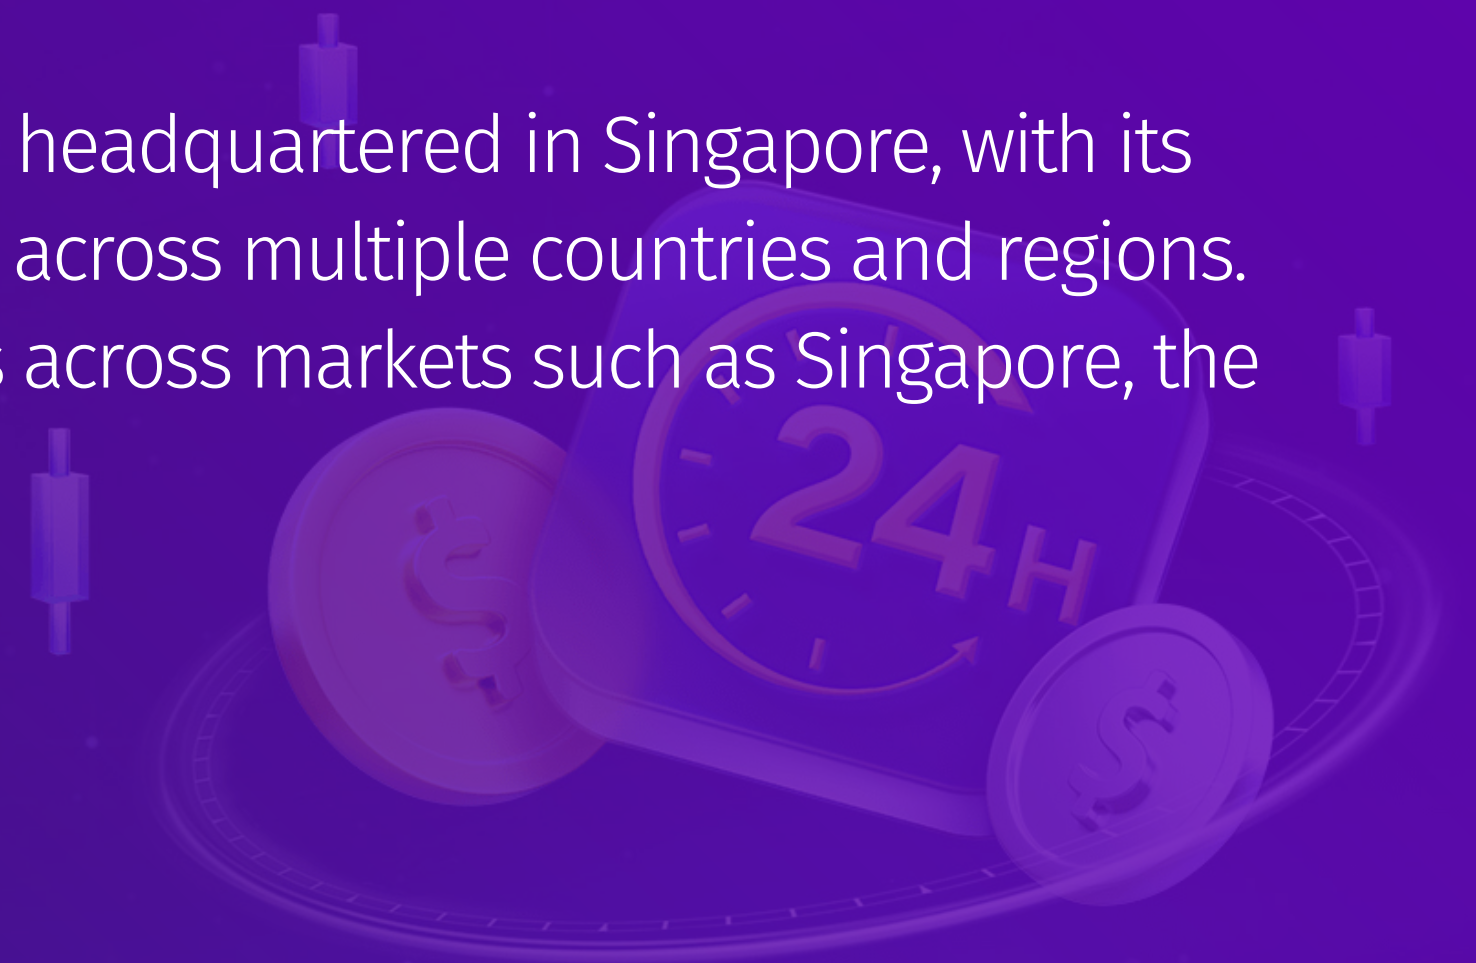 headquartered in Singapore, with its
across multiple countries and regions.
across markets such as Singapore, the
24H